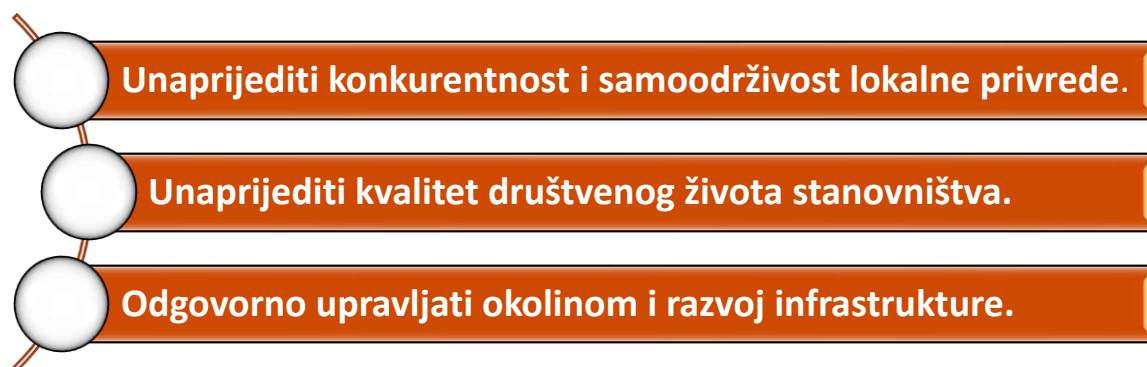 Unaprijediti konkurentnost i samoodrživost lokalne privrede.
Unaprijediti kvalitet društvenog života stanovništva.
Odgovorno upravljati okolinom i razvoj infrastrukture.